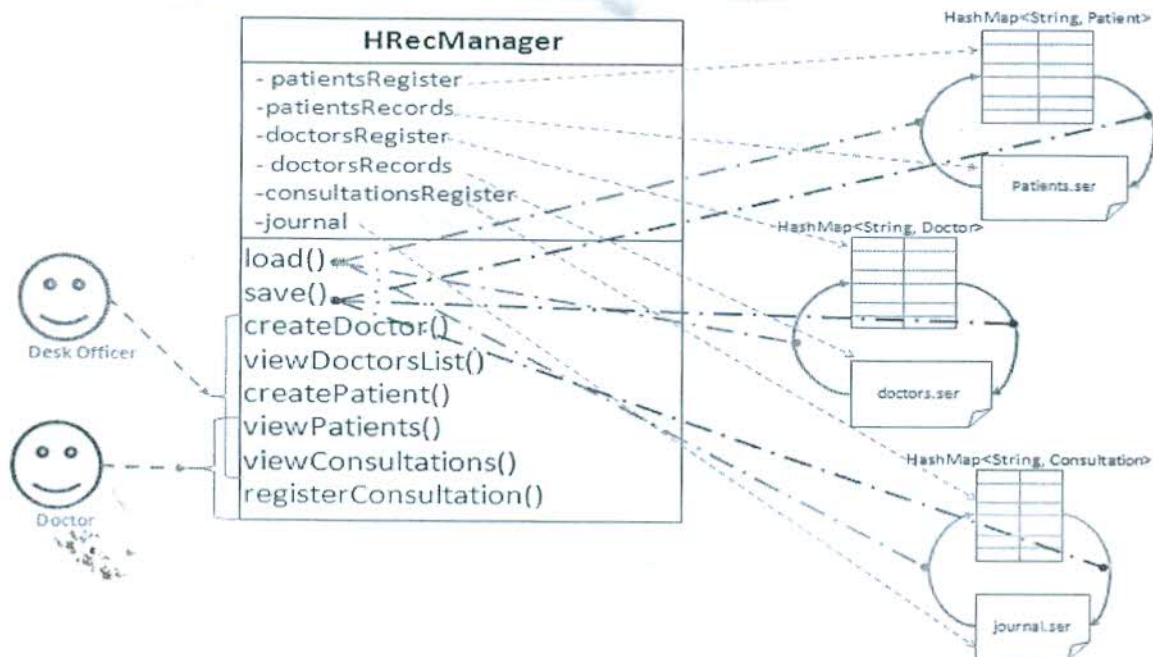 HRecManager
- patientsRegister
-patientsRecords
-doctorsRegister
- doctorsRecords
-consultationsRegister
-journal
load()
save()
createDoctor()
viewDoctorsList()
createPatient()
viewPatients()
viewConsultations()
registerConsultation()
Desk Officer
Doctor
HashMap<String, Patient>
Patients.ser
HashMap<String, Doctor>
doctors.ser
HashMap<String, Consultation>
journal.ser